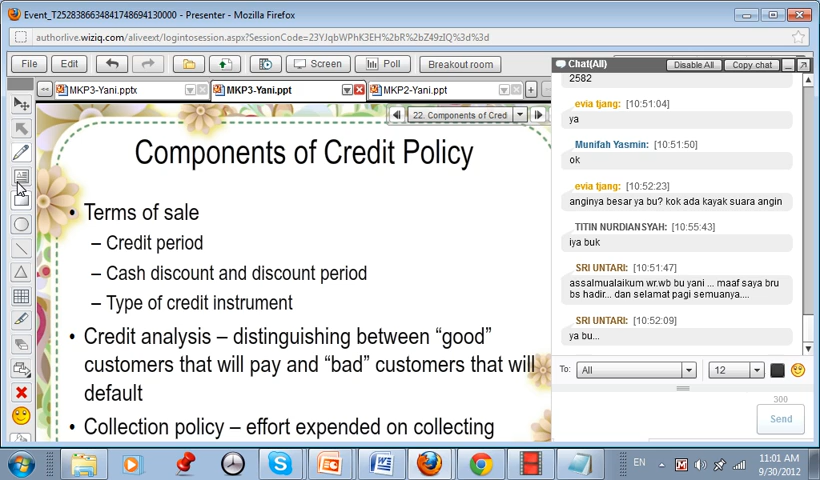 Event_T2528386634841748694130000 - Presenter - Mozilla Firefox
authorlive.wiziq.com/aliveext/logintosession.aspx?SessionCode=23YJqbWPhK3EH%2bR%2bZ49zIQ%3d%3d
File Edit Screen Poll Breakout room
MKP3-Yani.pptx MKP3-Yani.ppt MKP2-Yani.ppt
22. Components of Cred
Components of Credit Policy
• Terms of sale
– Credit period
– Cash discount and discount period
– Type of credit instrument
• Credit analysis – distinguishing between “good”
customers that will pay and “bad” customers that will
default
• Collection policy – effort expended on collecting
Chat(All) Disable All Copy chat
2582
evia tjang: [10:51:04]
ya
Munifah Yasmin: [10:51:50]
ok
evia tjang: [10:52:23]
anginya besar ya bu? kok ada kayak suara angin
TITIN NURDIANSYAH: [10:55:43]
iya buk
SRI UNTARI: [10:51:47]
assalmualaikum wr.wb bu yani ... maaf saya bru
bs hadir... dan selamat pagi semuanya....
SRI UNTARI: [10:52:09]
ya bu...
To: All 12
300
Send
EN 11:01 AM
9/30/2012